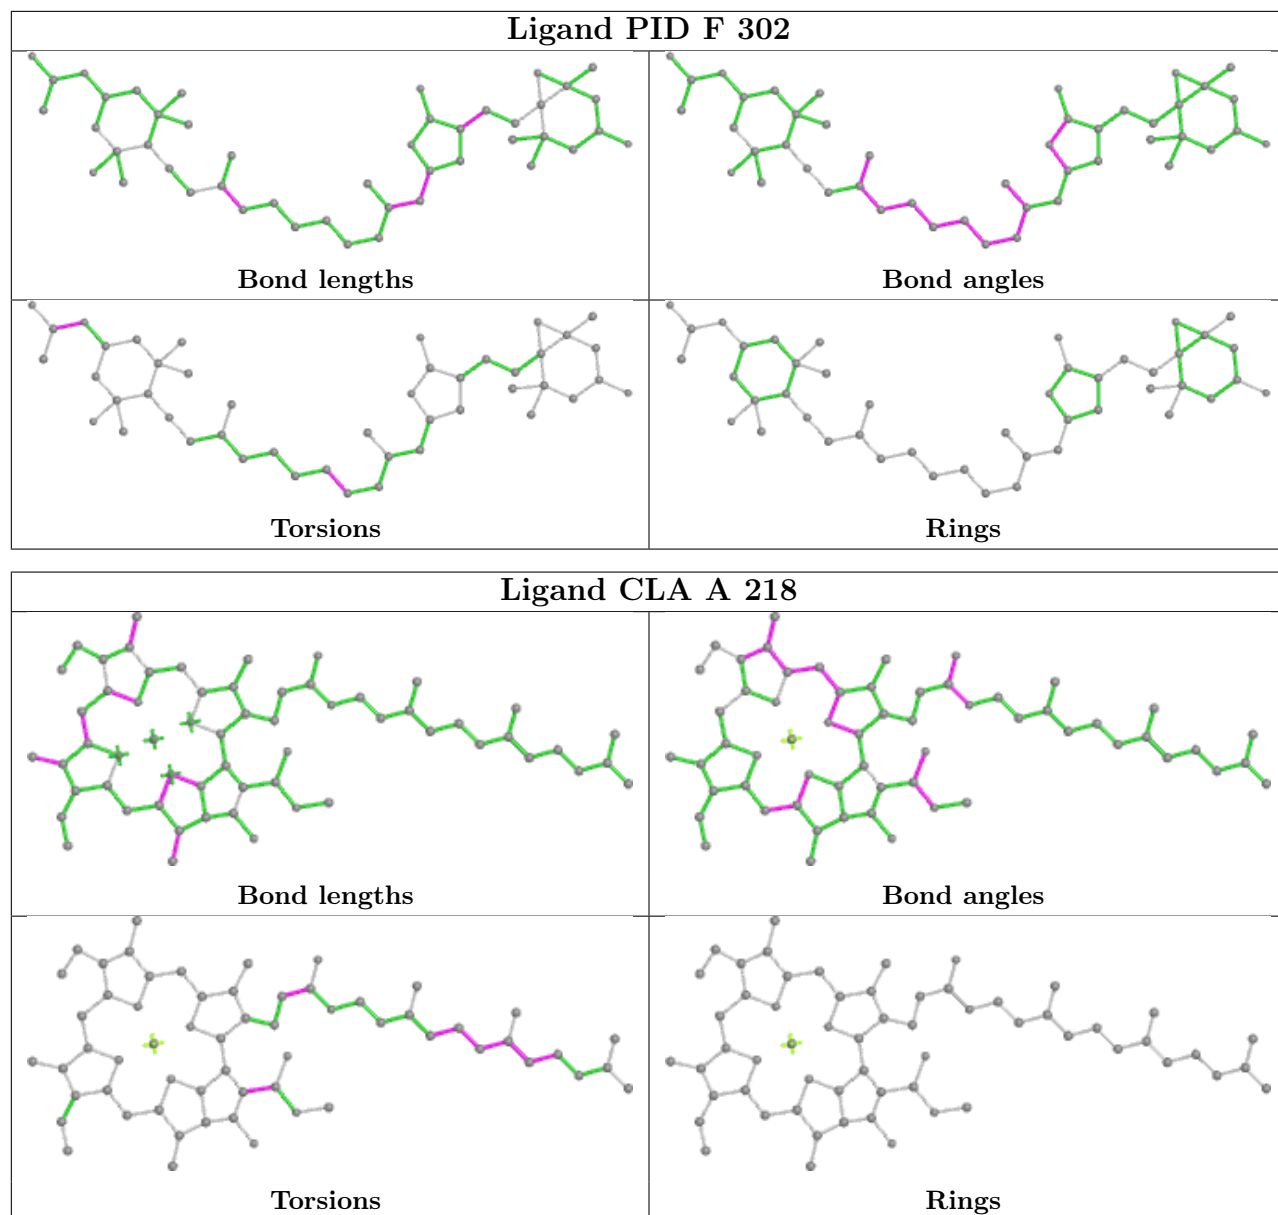 Ligand PID F 302
Bond lengths
Bond angles
Torsions
Rings
Ligand CLA A 218
Bond lengths
Bond angles
Torsions
Rings